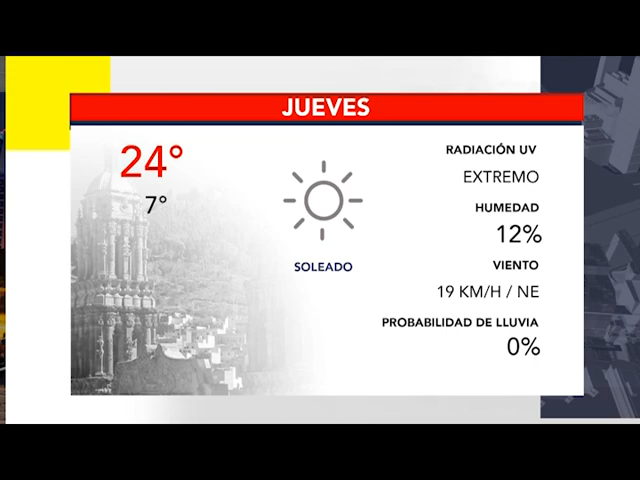 JUEVES
24°
7°
SOLEADO
RADIACIÓN UV
EXTREMO
HUMEDAD
12%
VIENTO
19 KM/H / NE
PROBABILIDAD DE LLUVIA
0%